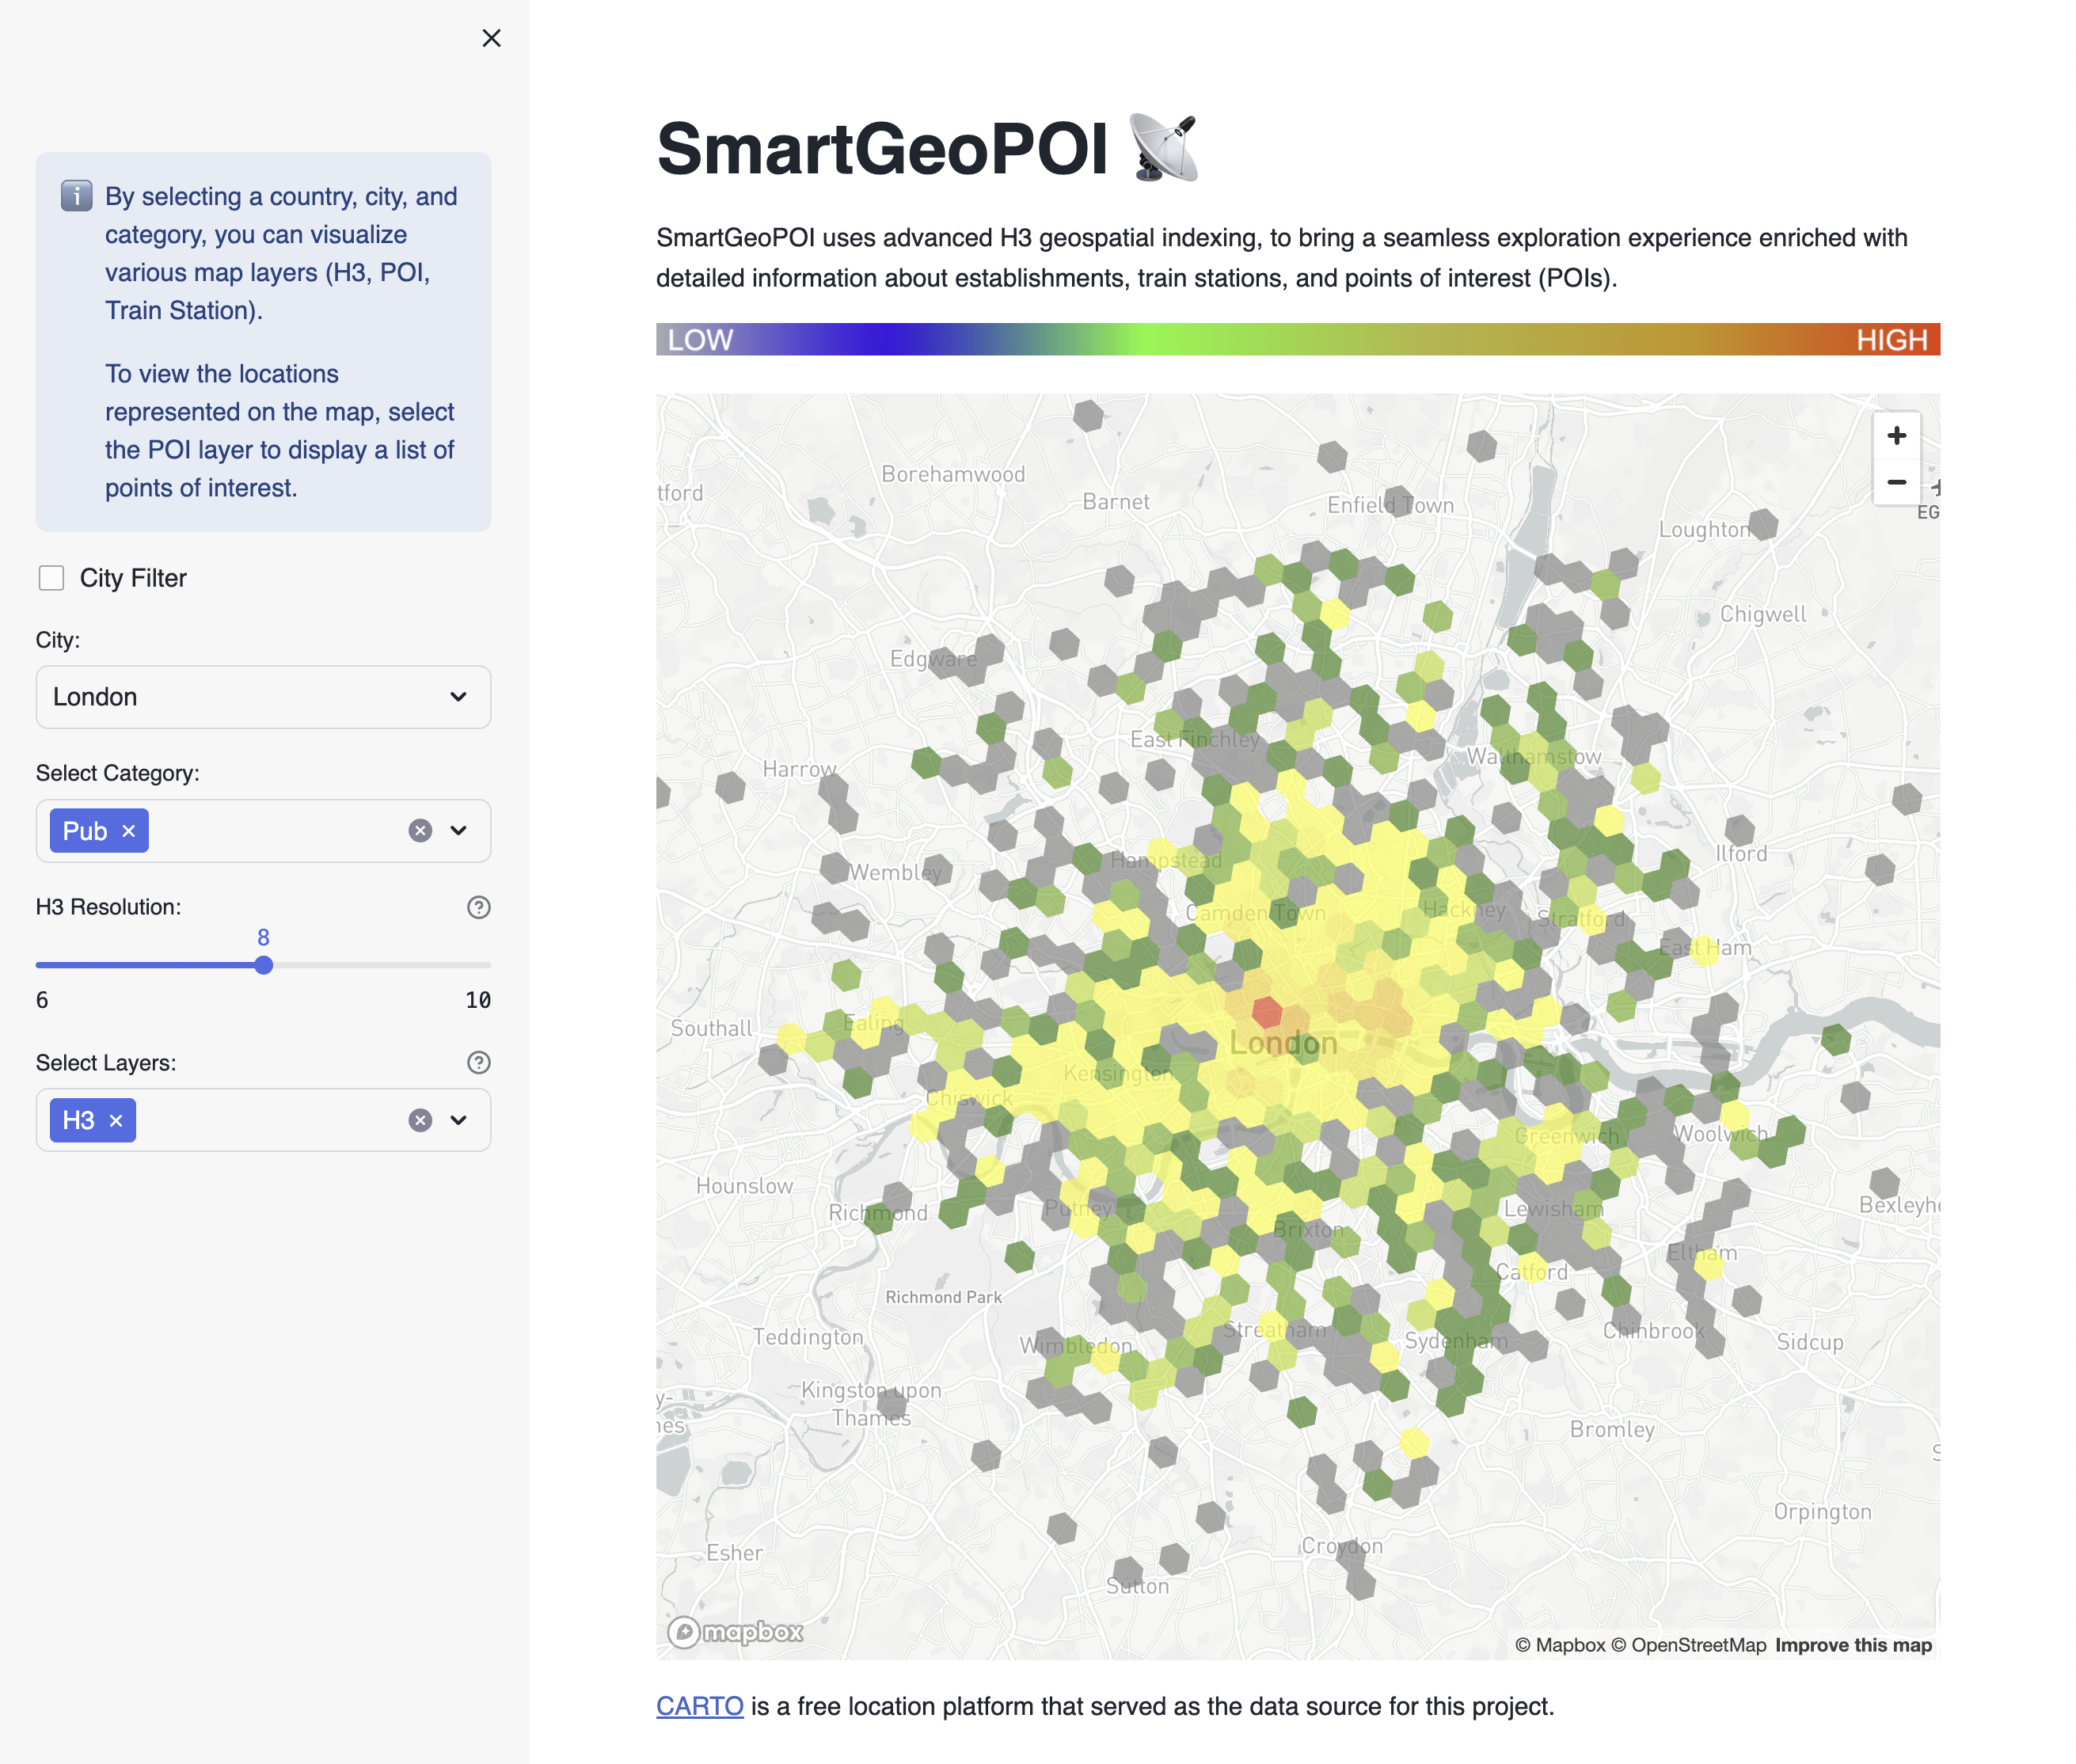 By selecting a country, city, and
category, you can visualize
various map layers (H3, POI,
Train Station).
To view the locations
represented on the map, select
the POI layer to display a list of
points of interest.
City Filter
City:
London
Select Category:
Pub
H3 Resolution:
8
6 10
Select Layers:
H3
SmartGeoPOI
SmartGeoPOI uses advanced H3 geospatial indexing, to bring a seamless exploration experience enriched with
detailed information about establishments, train stations, and points of interest (POIs).
LOW HIGH
Borehamwood
tford
Barnet
Enfield Town
EG
Loughton
Chigwell
Edgware
East Finchley
Walthamstow
Harrow
Hampstead
Ilford
Wembley
Camden Town
Hackney
Stratford
East Ham
Southall
Ealing
London
Kensington
Chiswick
Greenwich
Woolwich
Hounslow
Richmond
Putney
Lewisham
Bexleyhe
Brixton
Eltham
Catford
Richmond Park
Teddington
Wimbledon
Streatham
Sydenham
Chinbrook
Sidcup
Kingston upon
Thames
y-
nes
Bromley
S
Orpington
Esher
Croydon
Sutton
mapbox
© Mapbox © OpenStreetMap Improve this map
CARTO is a free location platform that served as the data source for this project.